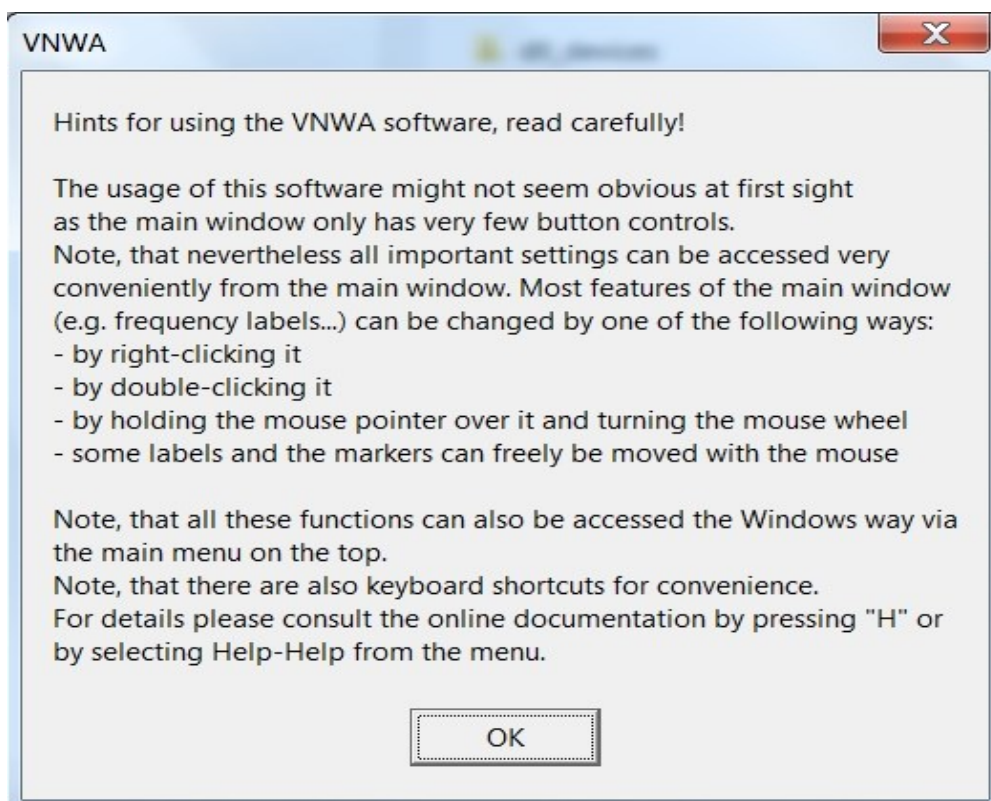 VNWA
Hints for using the VNWA software, read carefully!
The usage of this software might not seem obvious at first sight
as the main window only has very few button controls.
Note, that nevertheless all important settings can be accessed very
conveniently from the main window. Most features of the main window
(e.g. frequency labels...) can be changed by one of the following ways:
- by right-clicking it
- by double-clicking it
- by holding the mouse pointer over it and turning the mouse wheel
- some labels and the markers can freely be moved with the mouse
Note, that all these functions can also be accessed the Windows way via
the main menu on the top.
Note, that there are also keyboard shortcuts for convenience.
For details please consult the online documentation by pressing "H" or
by selecting Help-Help from the menu.
OK